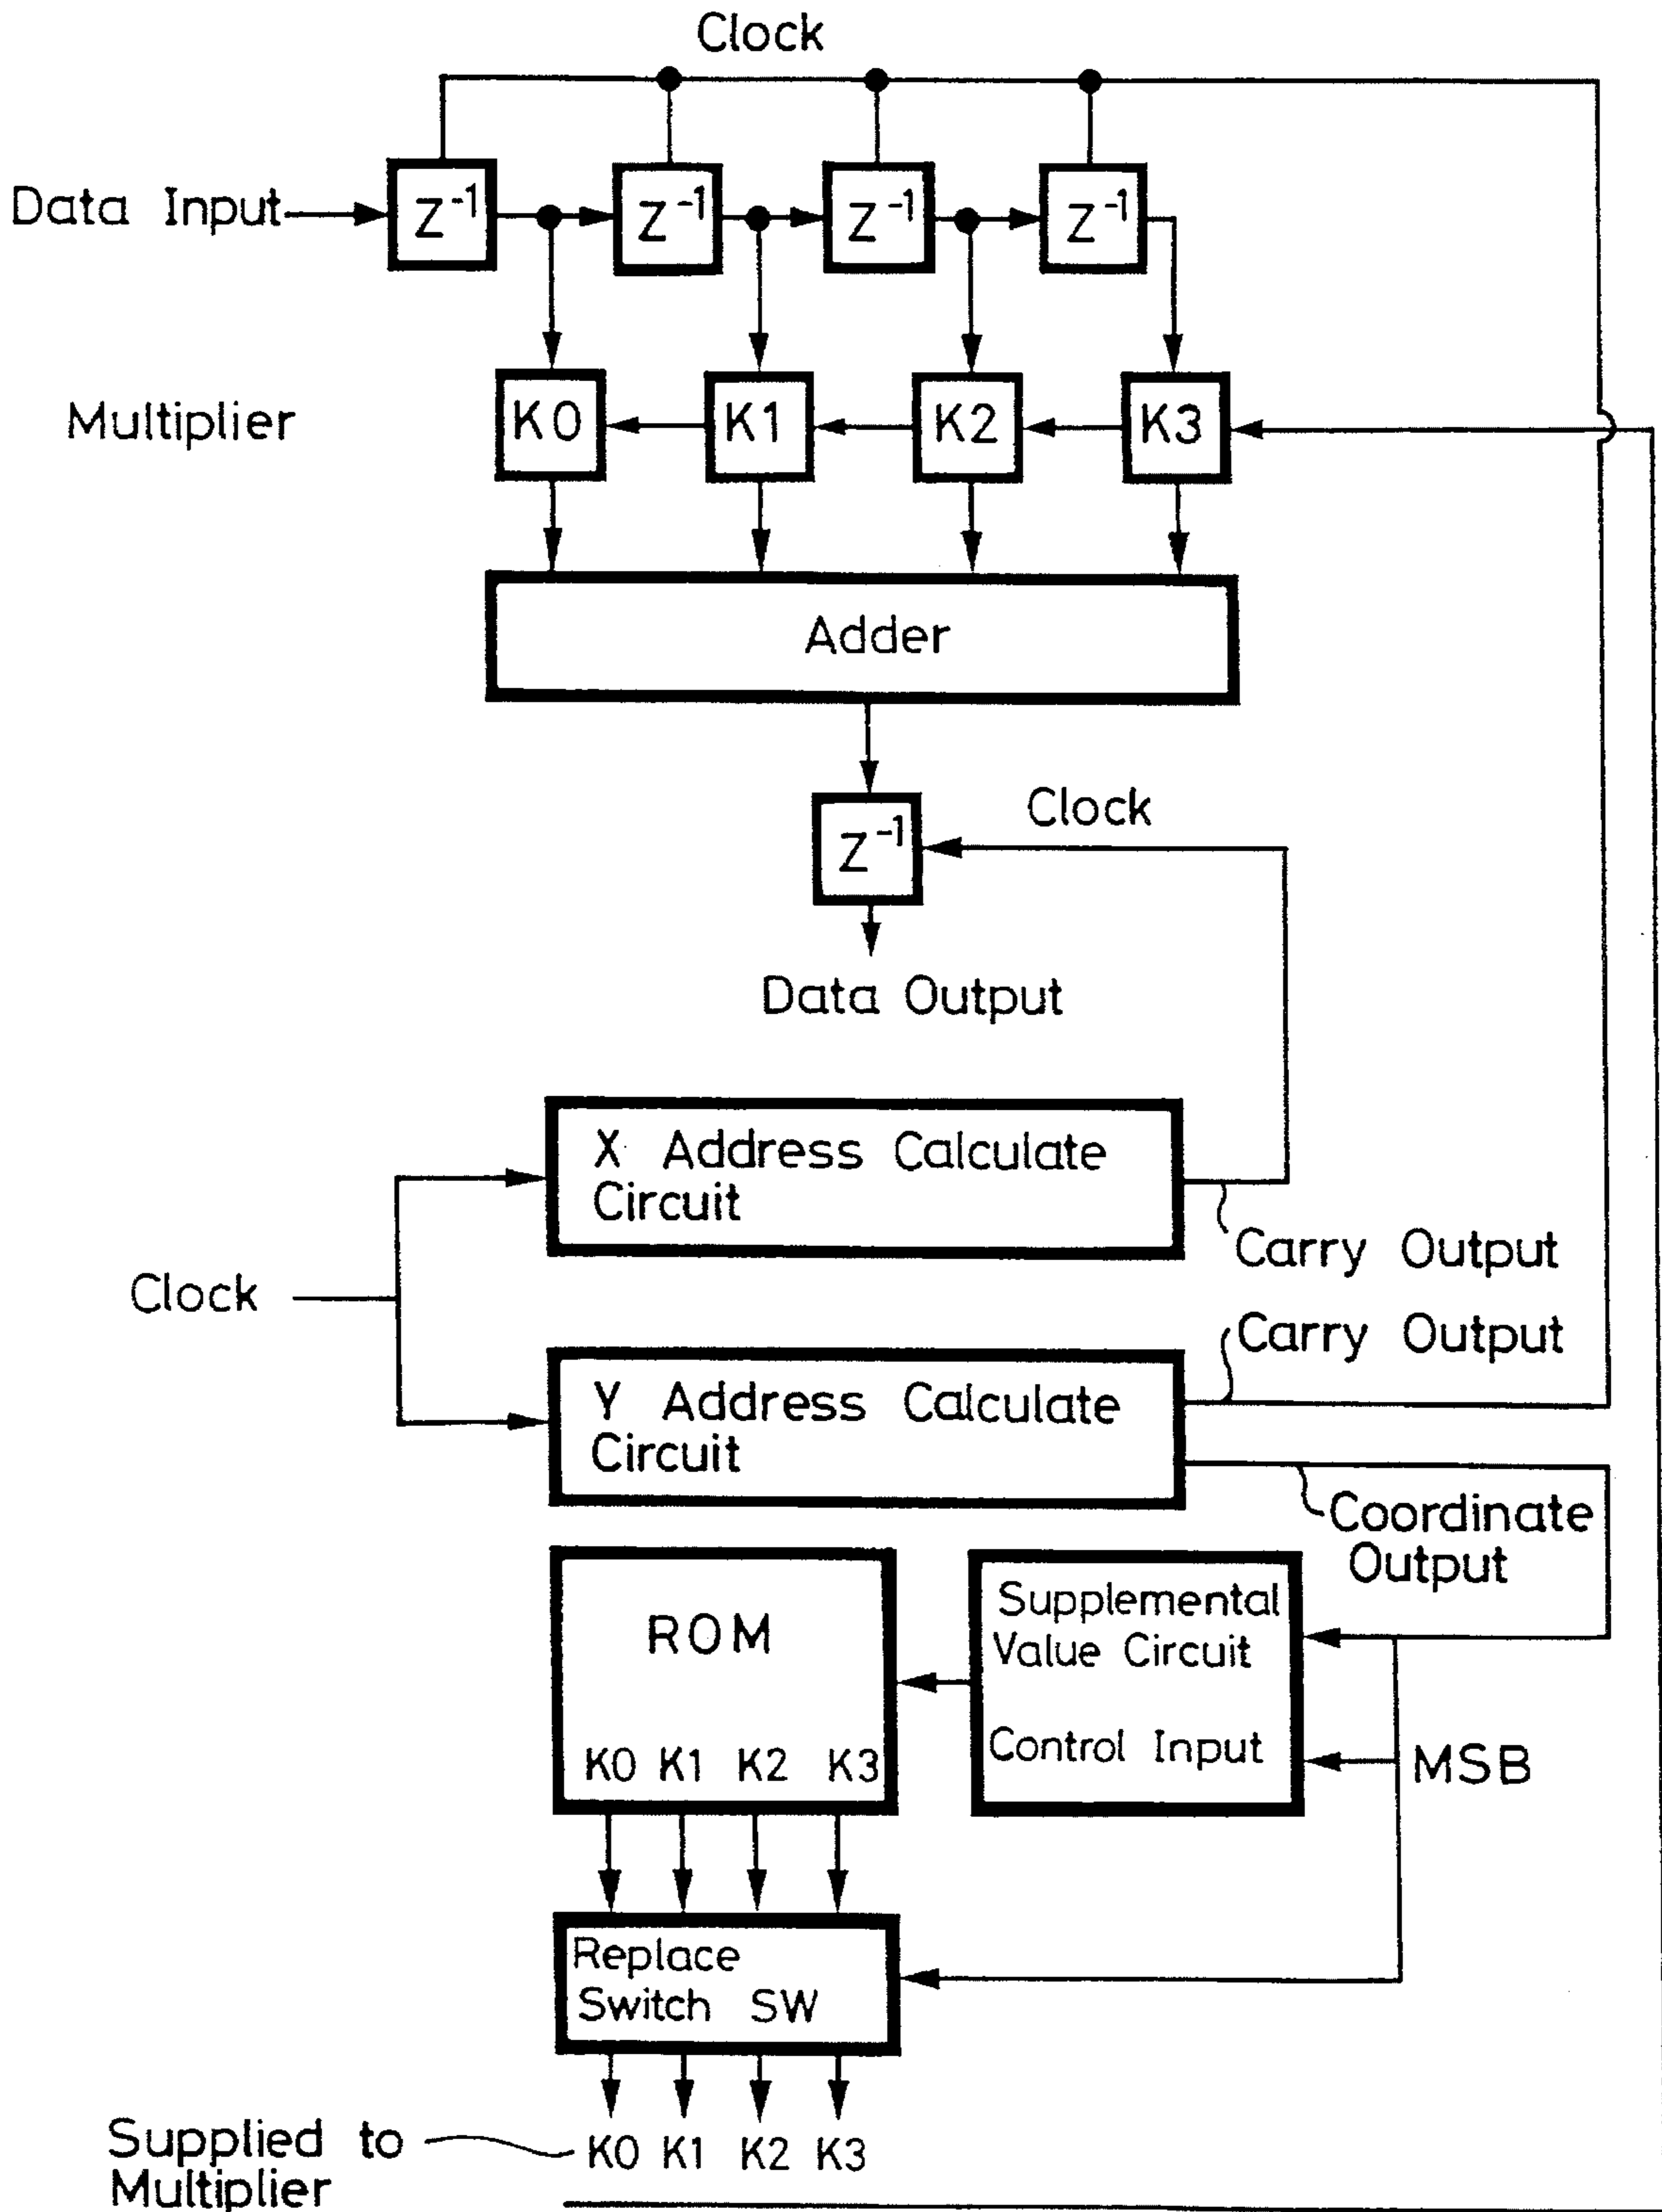 Clock
Data Input
Z⁻¹
Z⁻¹
Z⁻¹
Z⁻¹
Multiplier
K0
K1
K2
K3
Adder
Z⁻¹
Clock
Data Output
X Address Calculate
Circuit
Carry Output
Clock
Carry Output
Y Address Calculate
Circuit
Coordinate
Output
ROM
K0 K1 K2 K3
Supplemental
Value Circuit
Control Input
MSB
Replace
Switch SW
Supplied to
Multiplier
K0 K1 K2 K3